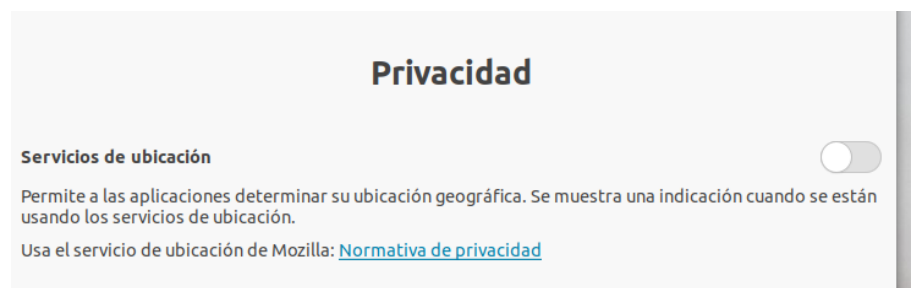 Privacidad
Servicios de ubicación
Permite a las aplicaciones determinar su ubicación geográfica. Se muestra una indicación cuando se están
usando los servicios de ubicación.
Usa el servicio de ubicación de Mozilla: Normativa de privacidad